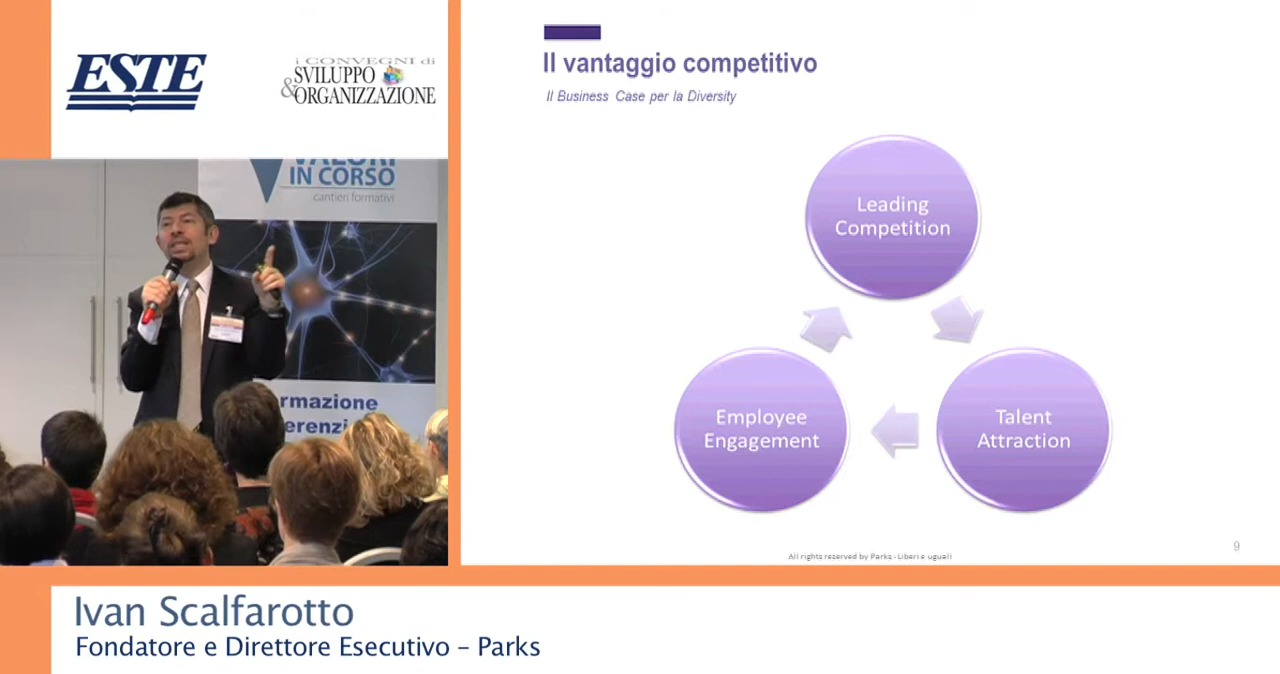 ESTE
i CONVEGNI di
SVILUPPO
& ORGANIZZAZIONE
VALORI
IN CORSO
cantieri formativi
rmazione
erenzi
Il vantaggio competitivo
Il Business Case per la Diversity
Leading
Competition
Employee
Engagement
Talent
Attraction
All rights reserved by Parks - Liberi e uguali
9
Ivan Scalfarotto
Fondatore e Direttore Esecutivo – Parks